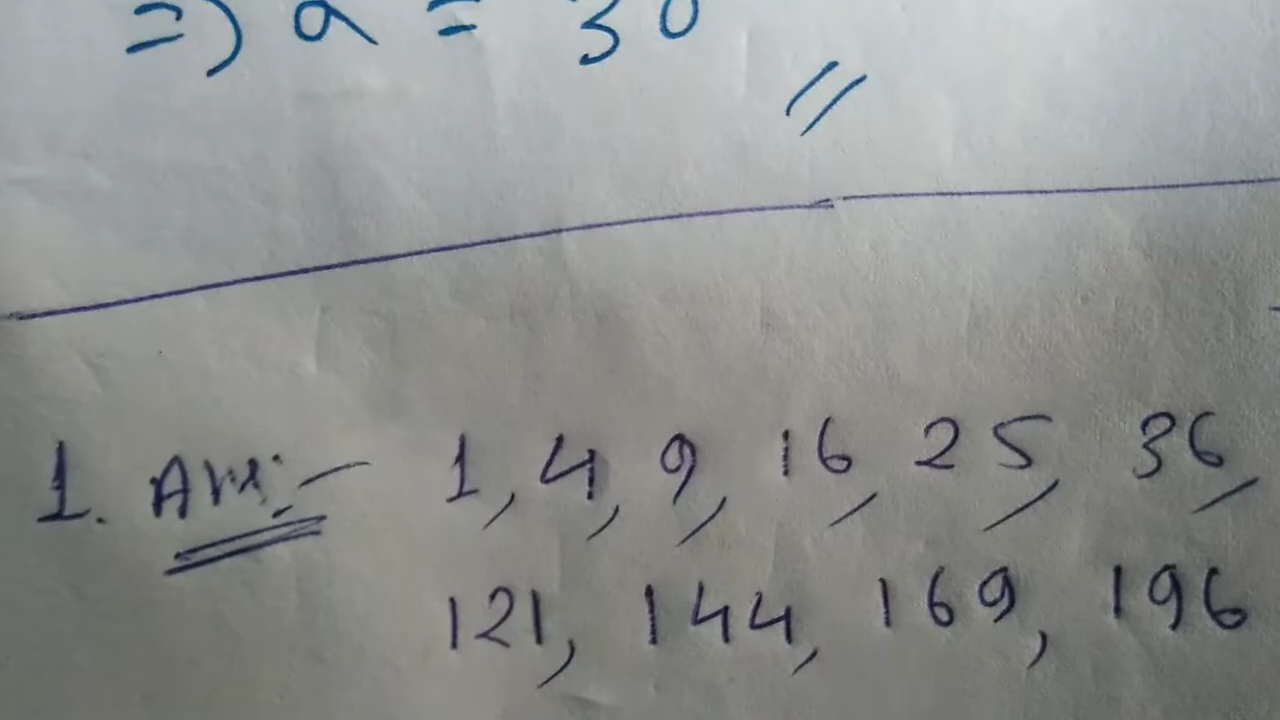 =) a = 30 //
1. Ans:- 1, 4, 9, 16, 25, 36,
121, 144, 169, 196